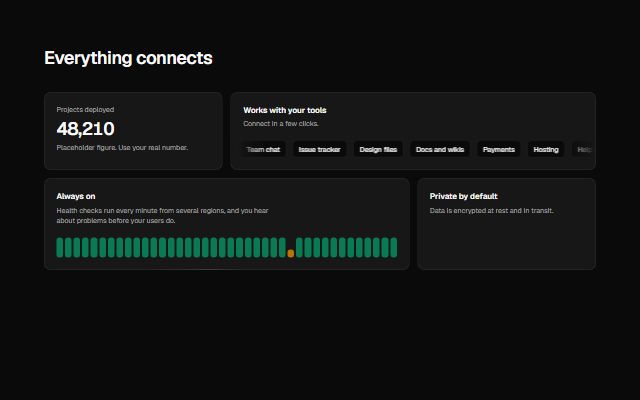 Everything connects
Projects deployed
48,210
Placeholder figure. Use your real number.
Works with your tools
Connect in a few clicks.
Team chat
Issue tracker
Design files
Docs and wikis
Payments
Hosting
Always on
Health checks run every minute from several regions, and you hear
about problems before your users do.
Private by default
Data is encrypted at rest and in transit.